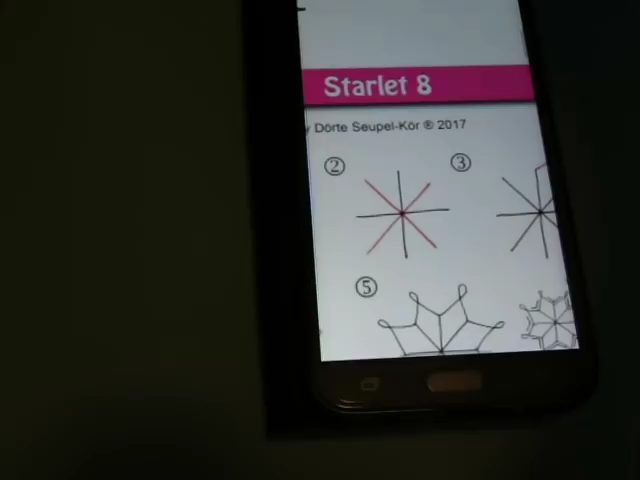 Starlet 8
Dörte Seupel-Kör ® 2017
② ③
⑤